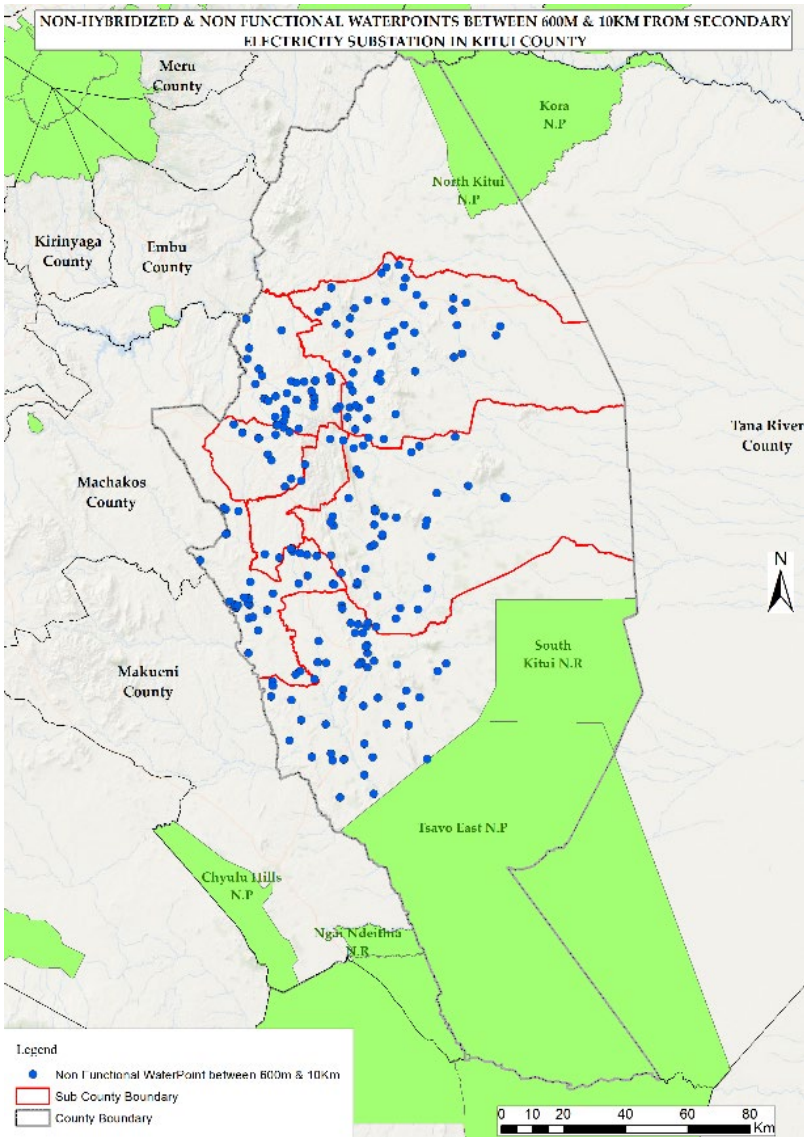 NON-HYBRIDIZED & NON FUNCTIONAL WATERPOINTS BETWEEN 600M & 10KM FROM SECONDARY
ELECTRICITY SUBSTATION IN KITUI COUNTY
Meru
County
Kora
N.P
North Kitui
N.P
Kirinyaga
County
Embu
County
Tana River
County
Machakos
County
N
South
Kitui N.R
Makueni
County
Tsavo East N.P
Chyulu Hills
N.P
Ngai Ndeithia
N.R
Legend
Non Functional WaterPoint between 600m & 10Km
Sub County Boundary
County Boundary
0 10 20 40 60 80
Km